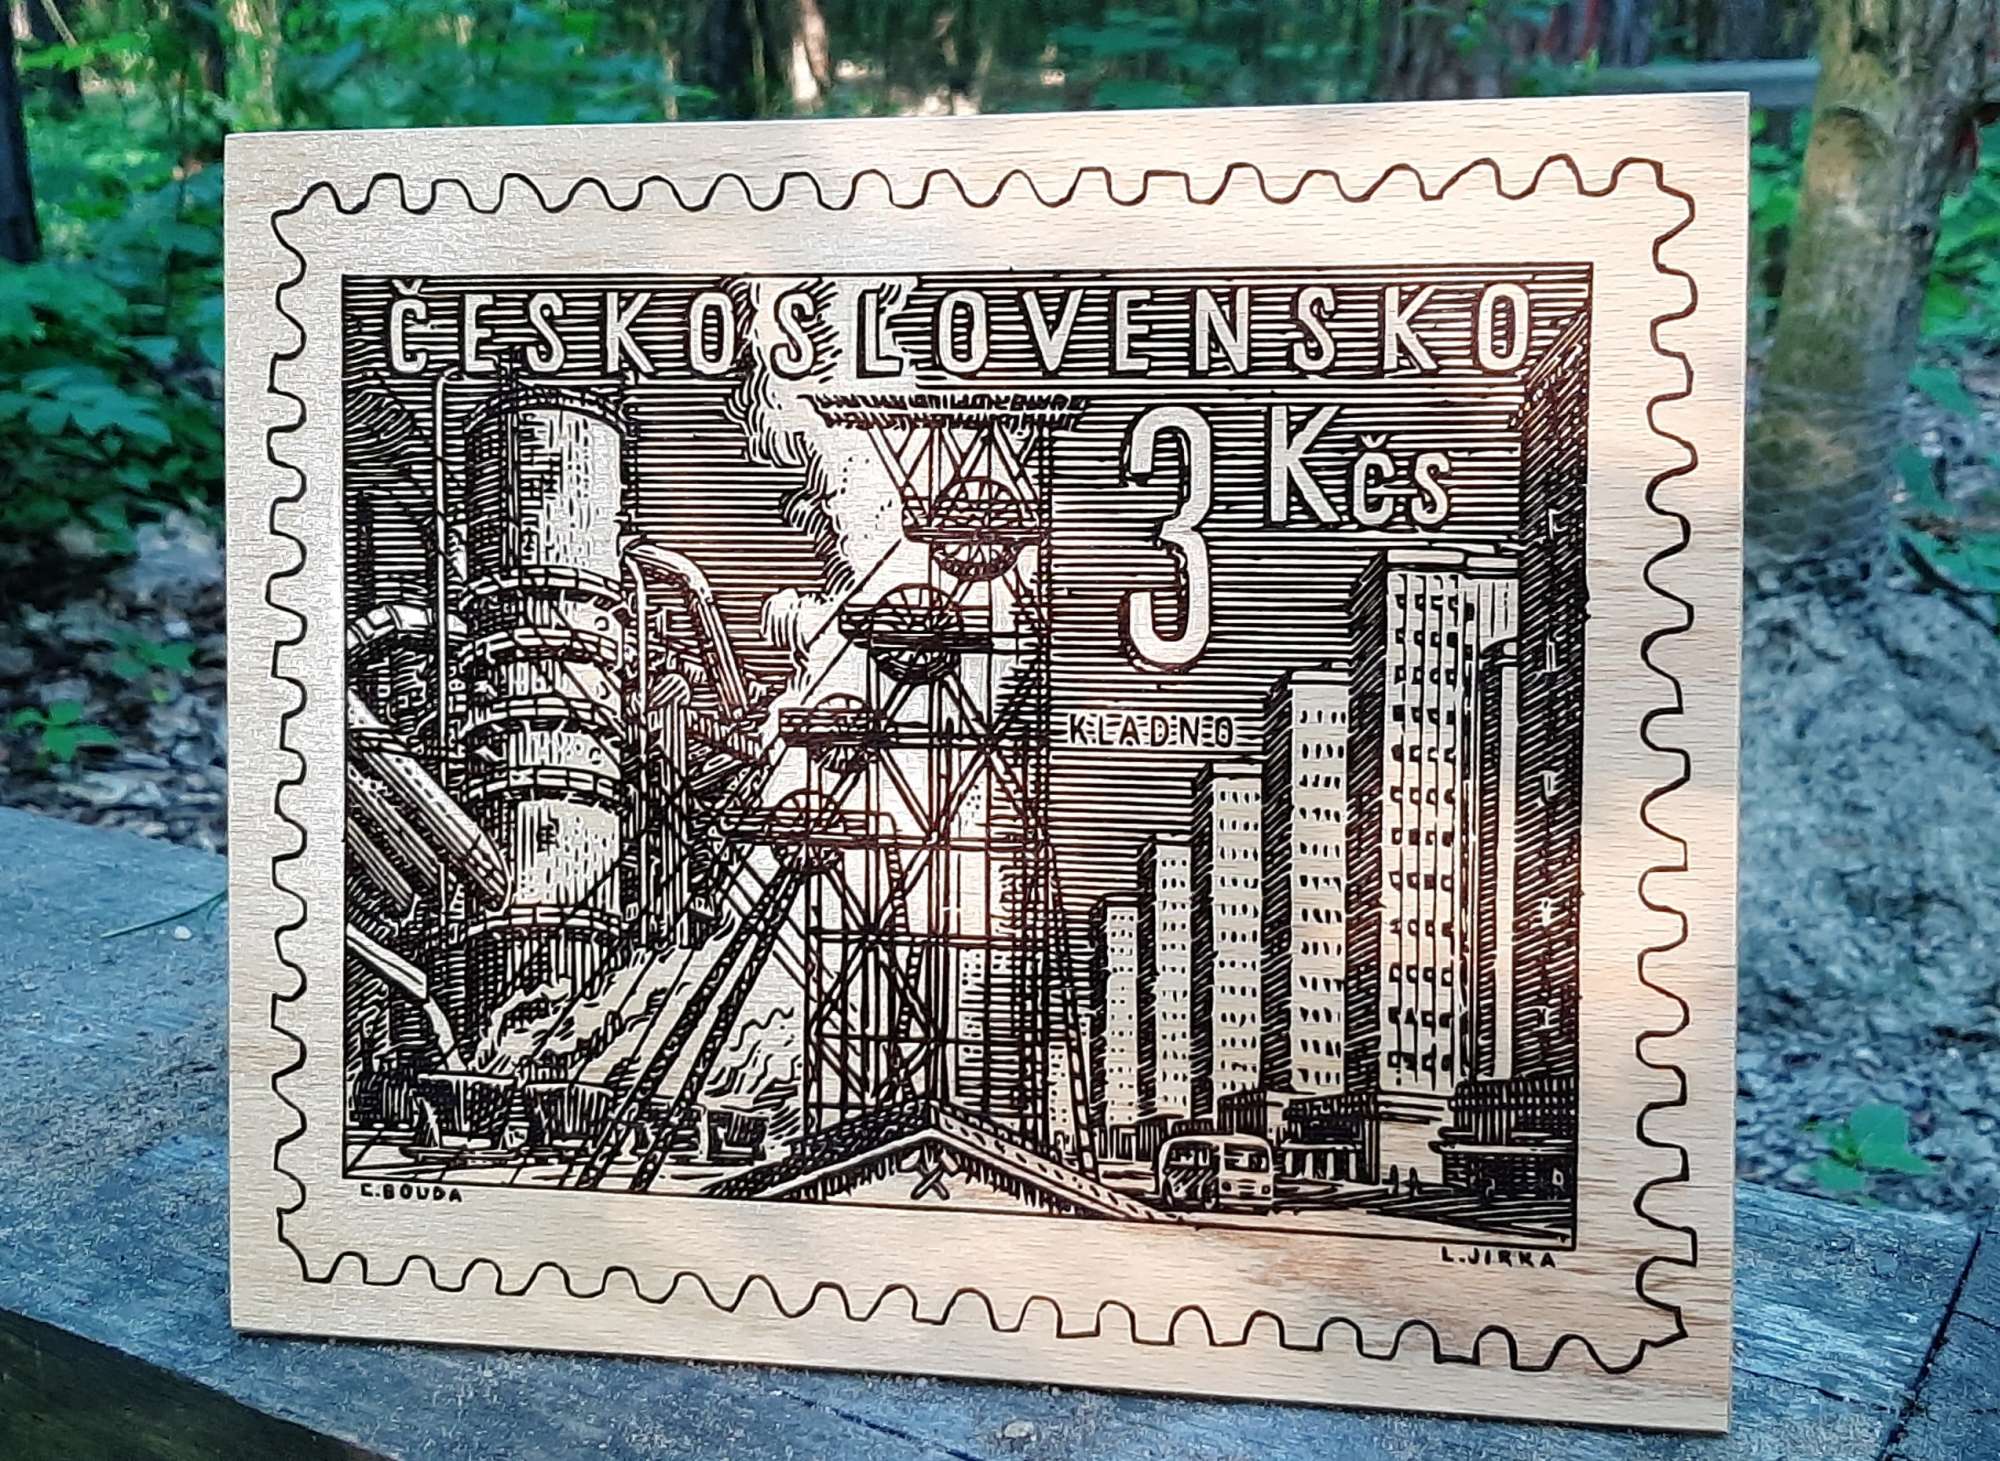 ČESKOSLOVENSKO
3 Kčs
KLADNO
C. BOUDA
L. JIRKA